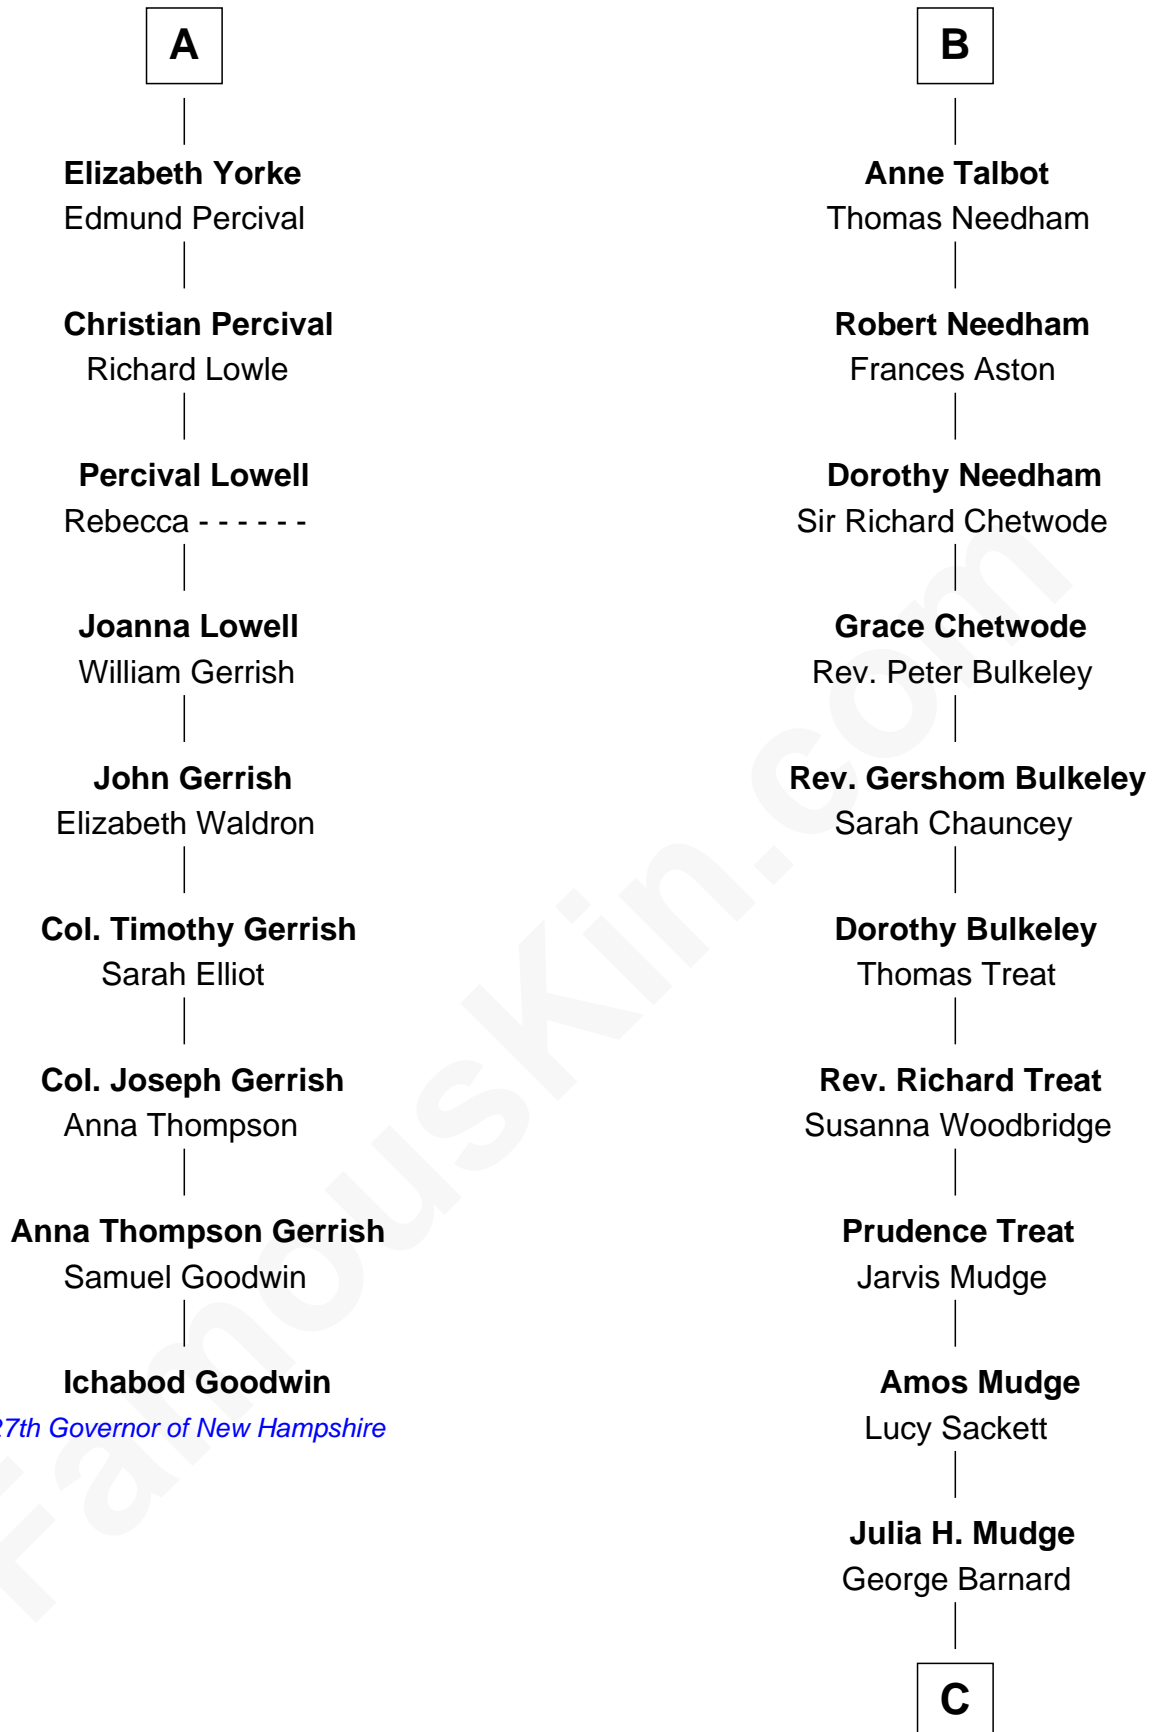 A
Elizabeth Yorke
Edmund Percival
Christian Percival
Richard Lowle
Percival Lowell
Rebecca - - - - - -
Joanna Lowell
William Gerrish
John Gerrish
Elizabeth Waldron
Col. Timothy Gerrish
Sarah Elliot
Col. Joseph Gerrish
Anna Thompson
Anna Thompson Gerrish
Samuel Goodwin
Ichabod Goodwin
27th Governor of New Hampshire
B
Anne Talbot
Thomas Needham
Robert Needham
Frances Aston
Dorothy Needham
Sir Richard Chetwode
Grace Chetwode
Rev. Peter Bulkeley
Rev. Gershom Bulkeley
Sarah Chauncey
Dorothy Bulkeley
Thomas Treat
Rev. Richard Treat
Susanna Woodbridge
Prudence Treat
Jarvis Mudge
Amos Mudge
Lucy Sackett
Julia H. Mudge
George Barnard
C
FamousKin.com